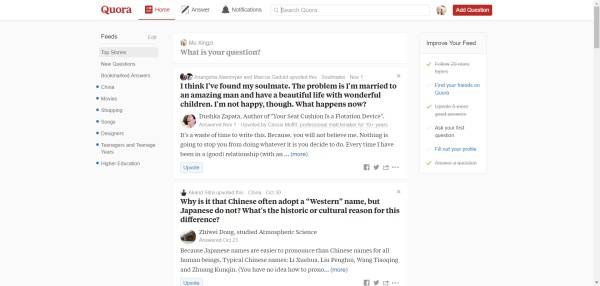 Quora
Home
Answer
Notifications
Search Quora
Add Question
Feeds
Edit
Top Stories
New Questions
Bookmarked Answers
China
Movies
Shopping
Songs
Designers
Teenagers and Teenage
Years
Higher Education
Mu Xingzi
What is your question?
and Marcus Geduld upvoted this · Soulmates · Nov 1
I think I've found my soulmate. The problem is I'm married to
an amazing man and have a beautiful life with wonderful
children. I'm not happy, though. What happens now?
Dushka Zapata, Author of "Your Seat Cushion Is a Flotation Device".
Answered Nov 1 · Upvoted by professional matchmaker for 10+ years
It's a waste of time to write this. Because, you will not believe me. Nothing is
going to stop you from doing whatever it is you decide to do. Every time I have
been in a (good) relationship (with an ... (more)
Upvote
upvoted this · China · Oct 30
Why is it that Chinese often adopt a "Western" name, but
Japanese do not? What's the historic or cultural reason for this
difference?
Zhiwei Dong, studied Atmospheric Science
Answered Oct 23
Because Japanese names are easier to pronounce than Chinese names for all
human beings. Typical Chinese names: Li Xuehua, Liu Penghui, Wang Tiaoqing
and Zhuang Kunqin. (You have no idea how to prono... (more)
Upvote
Improve Your Feed
Follow 20 more
topics
Find your friends on
Quora
Upvote 5 more
good answers
Ask your first
question
Fill out your profile
Answer a question